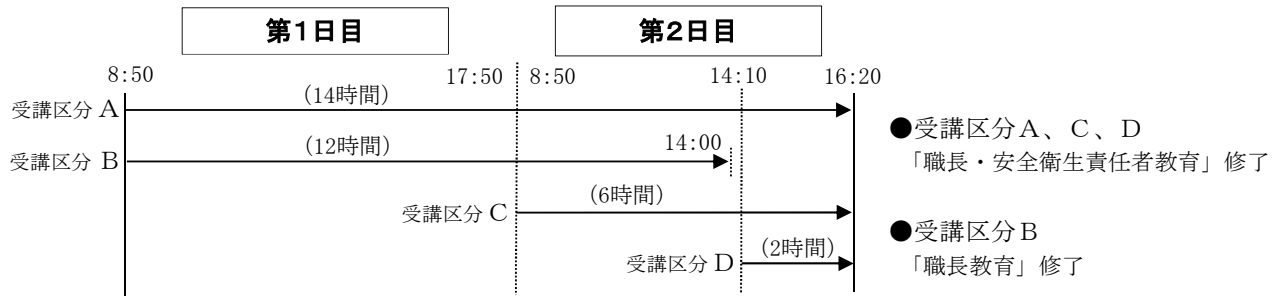 第1日目
第2日目
8:50
17:50
8:50
14:10
16:20
受講区分 A
(14時間)
受講区分 B
(12時間)
14:00
受講区分 C
(6時間)
受講区分 D
(2時間)
●受講区分A、C、D
「職長・安全衛生責任者教育」修了
●受講区分B
「職長教育」修了